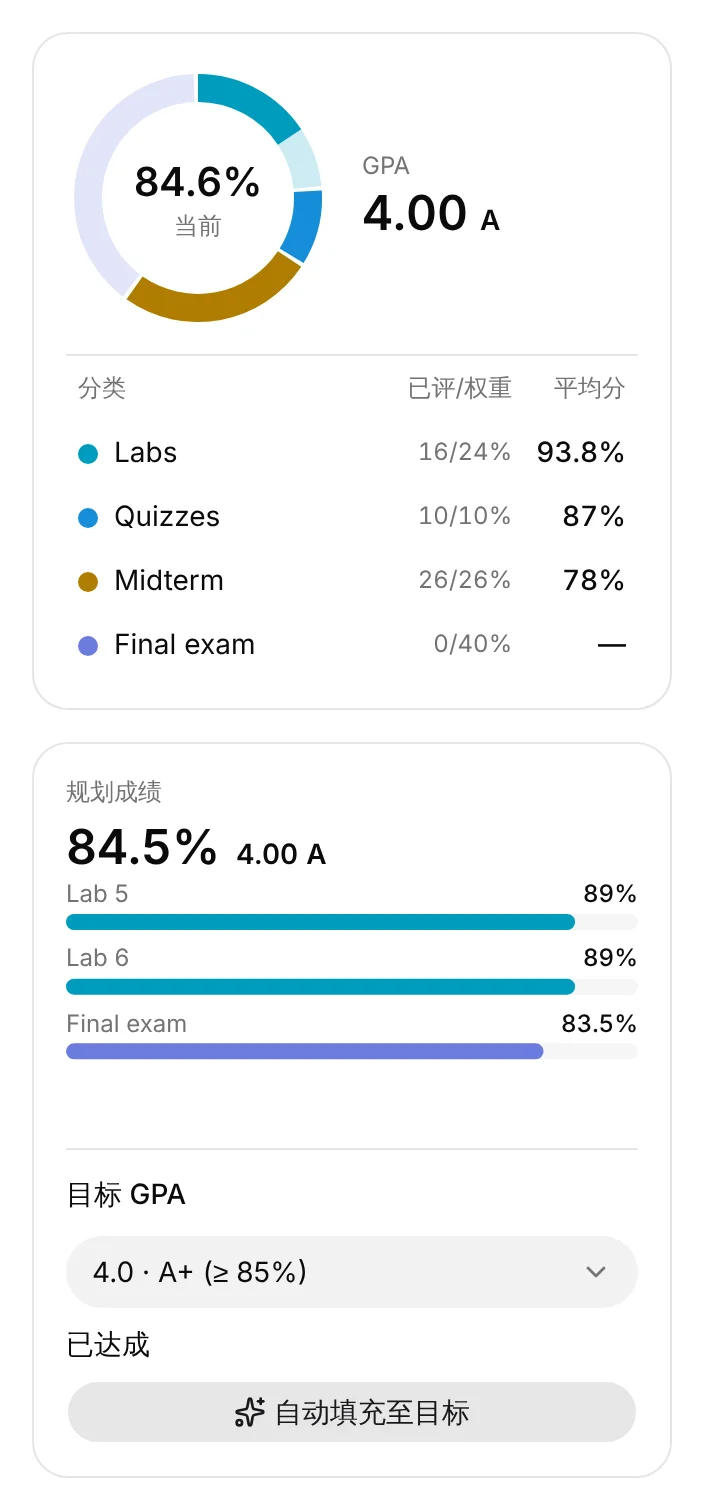 84.6%
当前
GPA
4.00 A
分类 已评/权重 平均分
Labs 16/24% 93.8%
Quizzes 10/10% 87%
Midterm 26/26% 78%
Final exam 0/40% —
规划成绩
84.5% 4.00 A
Lab 5 89%
Lab 6 89%
Final exam 83.5%
目标 GPA
4.0 · A+ (≥ 85%)
已达成
自动填充至目标